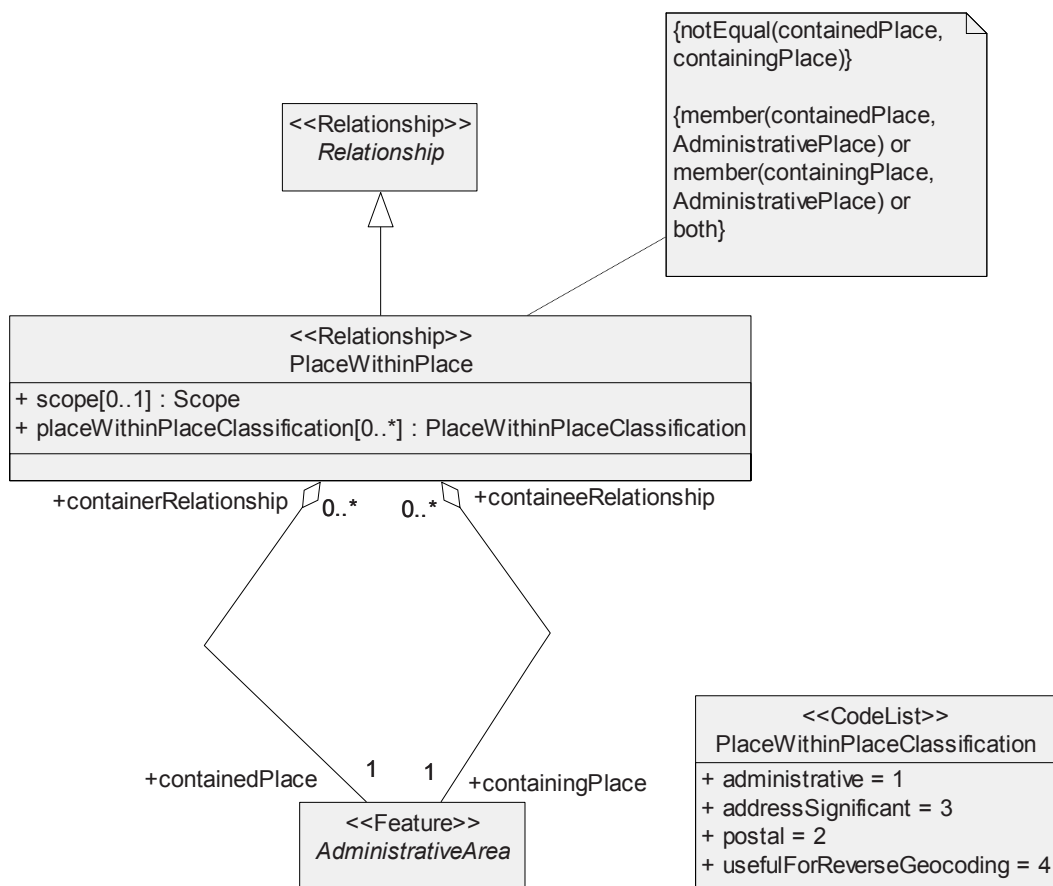 {notEqual(containedPlace,
containingPlace)}
{member(containedPlace,
AdministrativePlace) or
member(containingPlace,
AdministrativePlace) or
both}
<<Relationship>>
Relationship
<<Relationship>>
PlaceWithinPlace
+ scope[0..1] : Scope
+ placeWithinPlaceClassification[0..*] : PlaceWithinPlaceClassification
+containerRelationship
0..*
0..*
+containeeRelationship
+containedPlace
1
1
+containingPlace
<<Feature>>
AdministrativeArea
<<CodeList>>
PlaceWithinPlaceClassification
+ administrative = 1
+ addressSignificant = 3
+ postal = 2
+ usefulForReverseGeocoding = 4